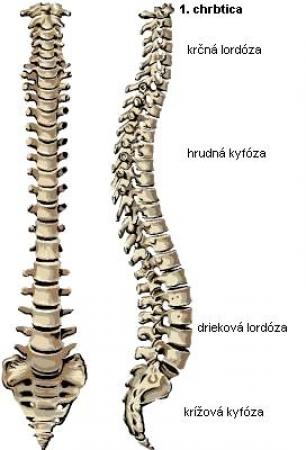 1. chrbtica
krčná lordóza
hrudná kyfóza
drieková lordóza
krížová kyfóza